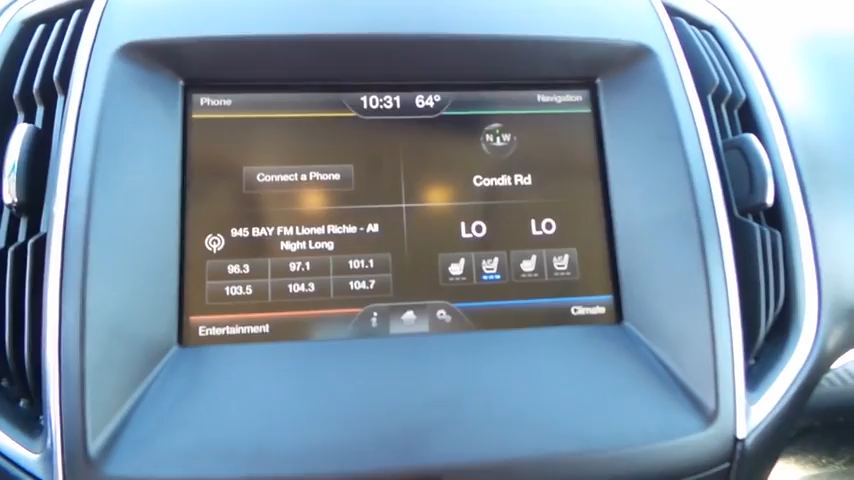 Phone
10:31 64°
Navigation
N W
Connect a Phone
Condit Rd
945 BAY FM Lionel Richie - All
Night Long
LO LO
96.3 97.1 101.1
103.5 104.3 104.7
Entertainment
Climate